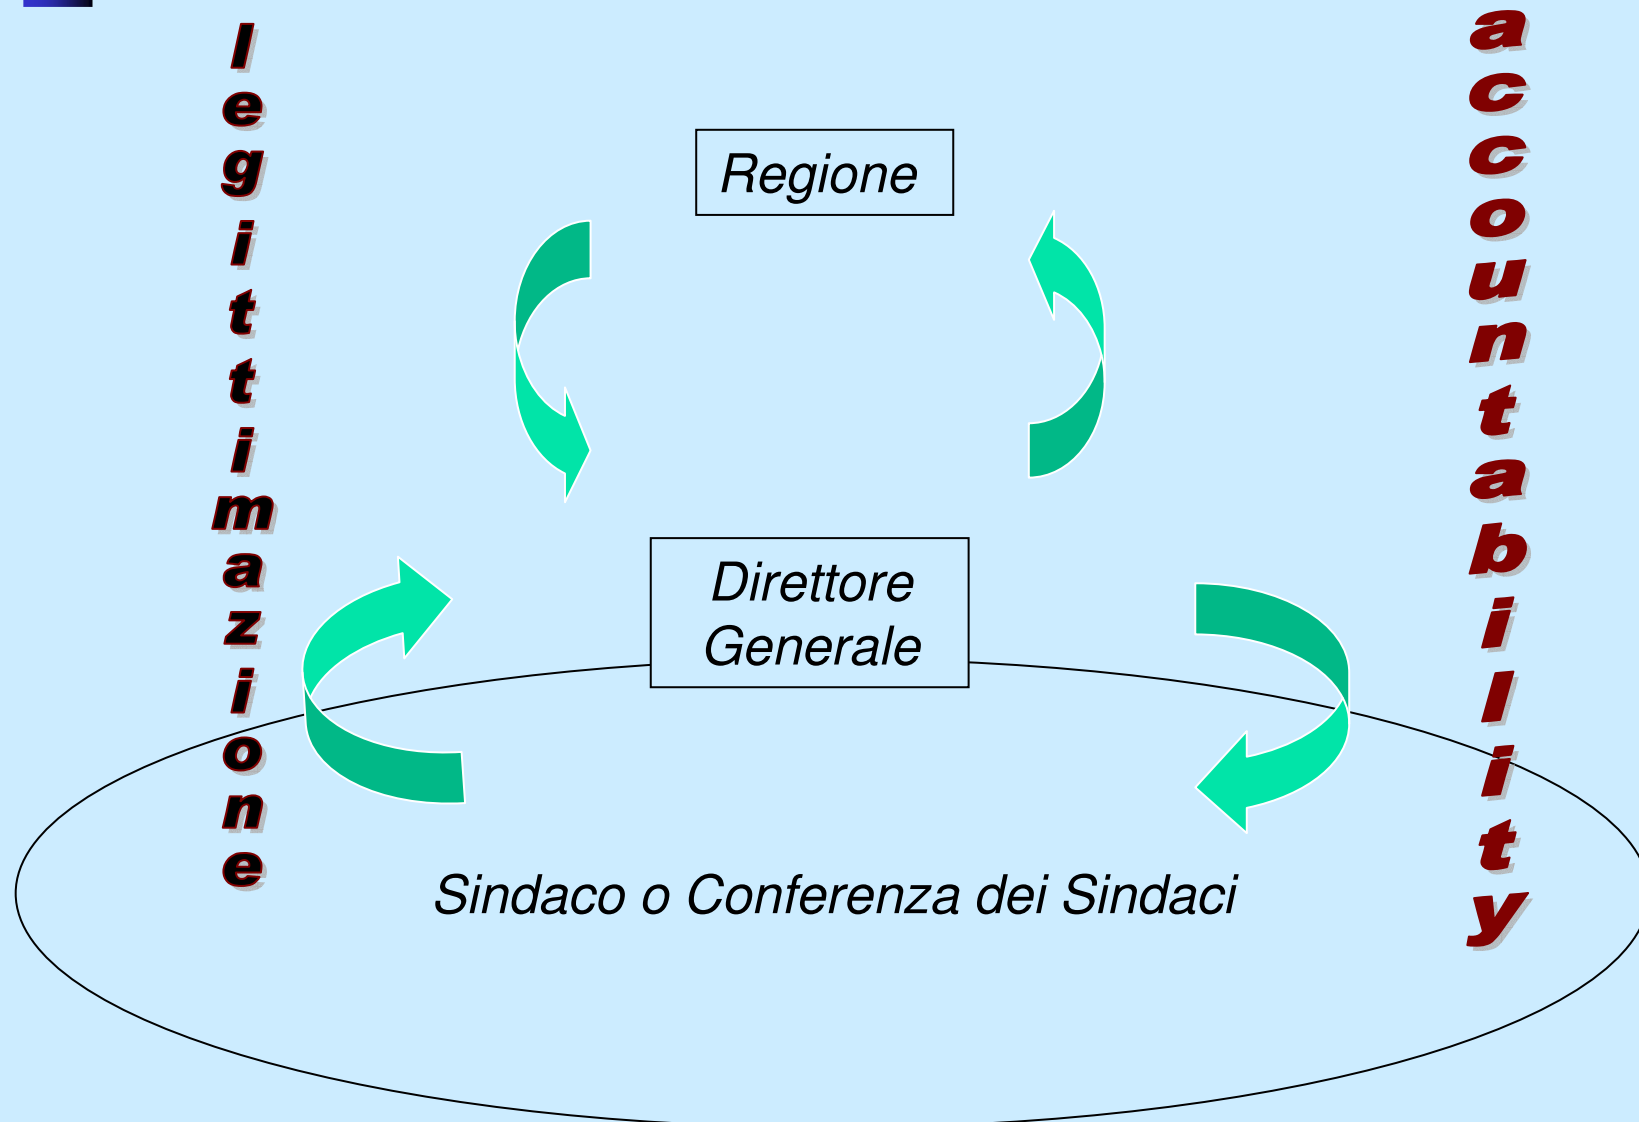 legittimazione
Regione
Direttore
Generale
Sindaco o Conferenza dei Sindaci
accountability